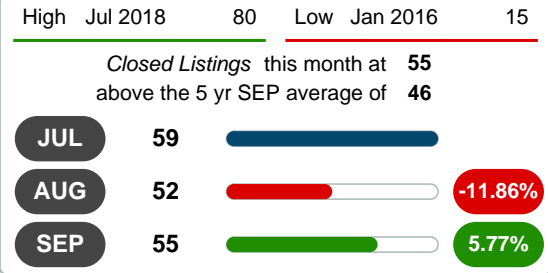 High Jul 2018 80 Low Jan 2016 15
Closed Listings this month at 55
above the 5 yr SEP average of 46
JUL 59
AUG 52 -11.86%
SEP 55 5.77%